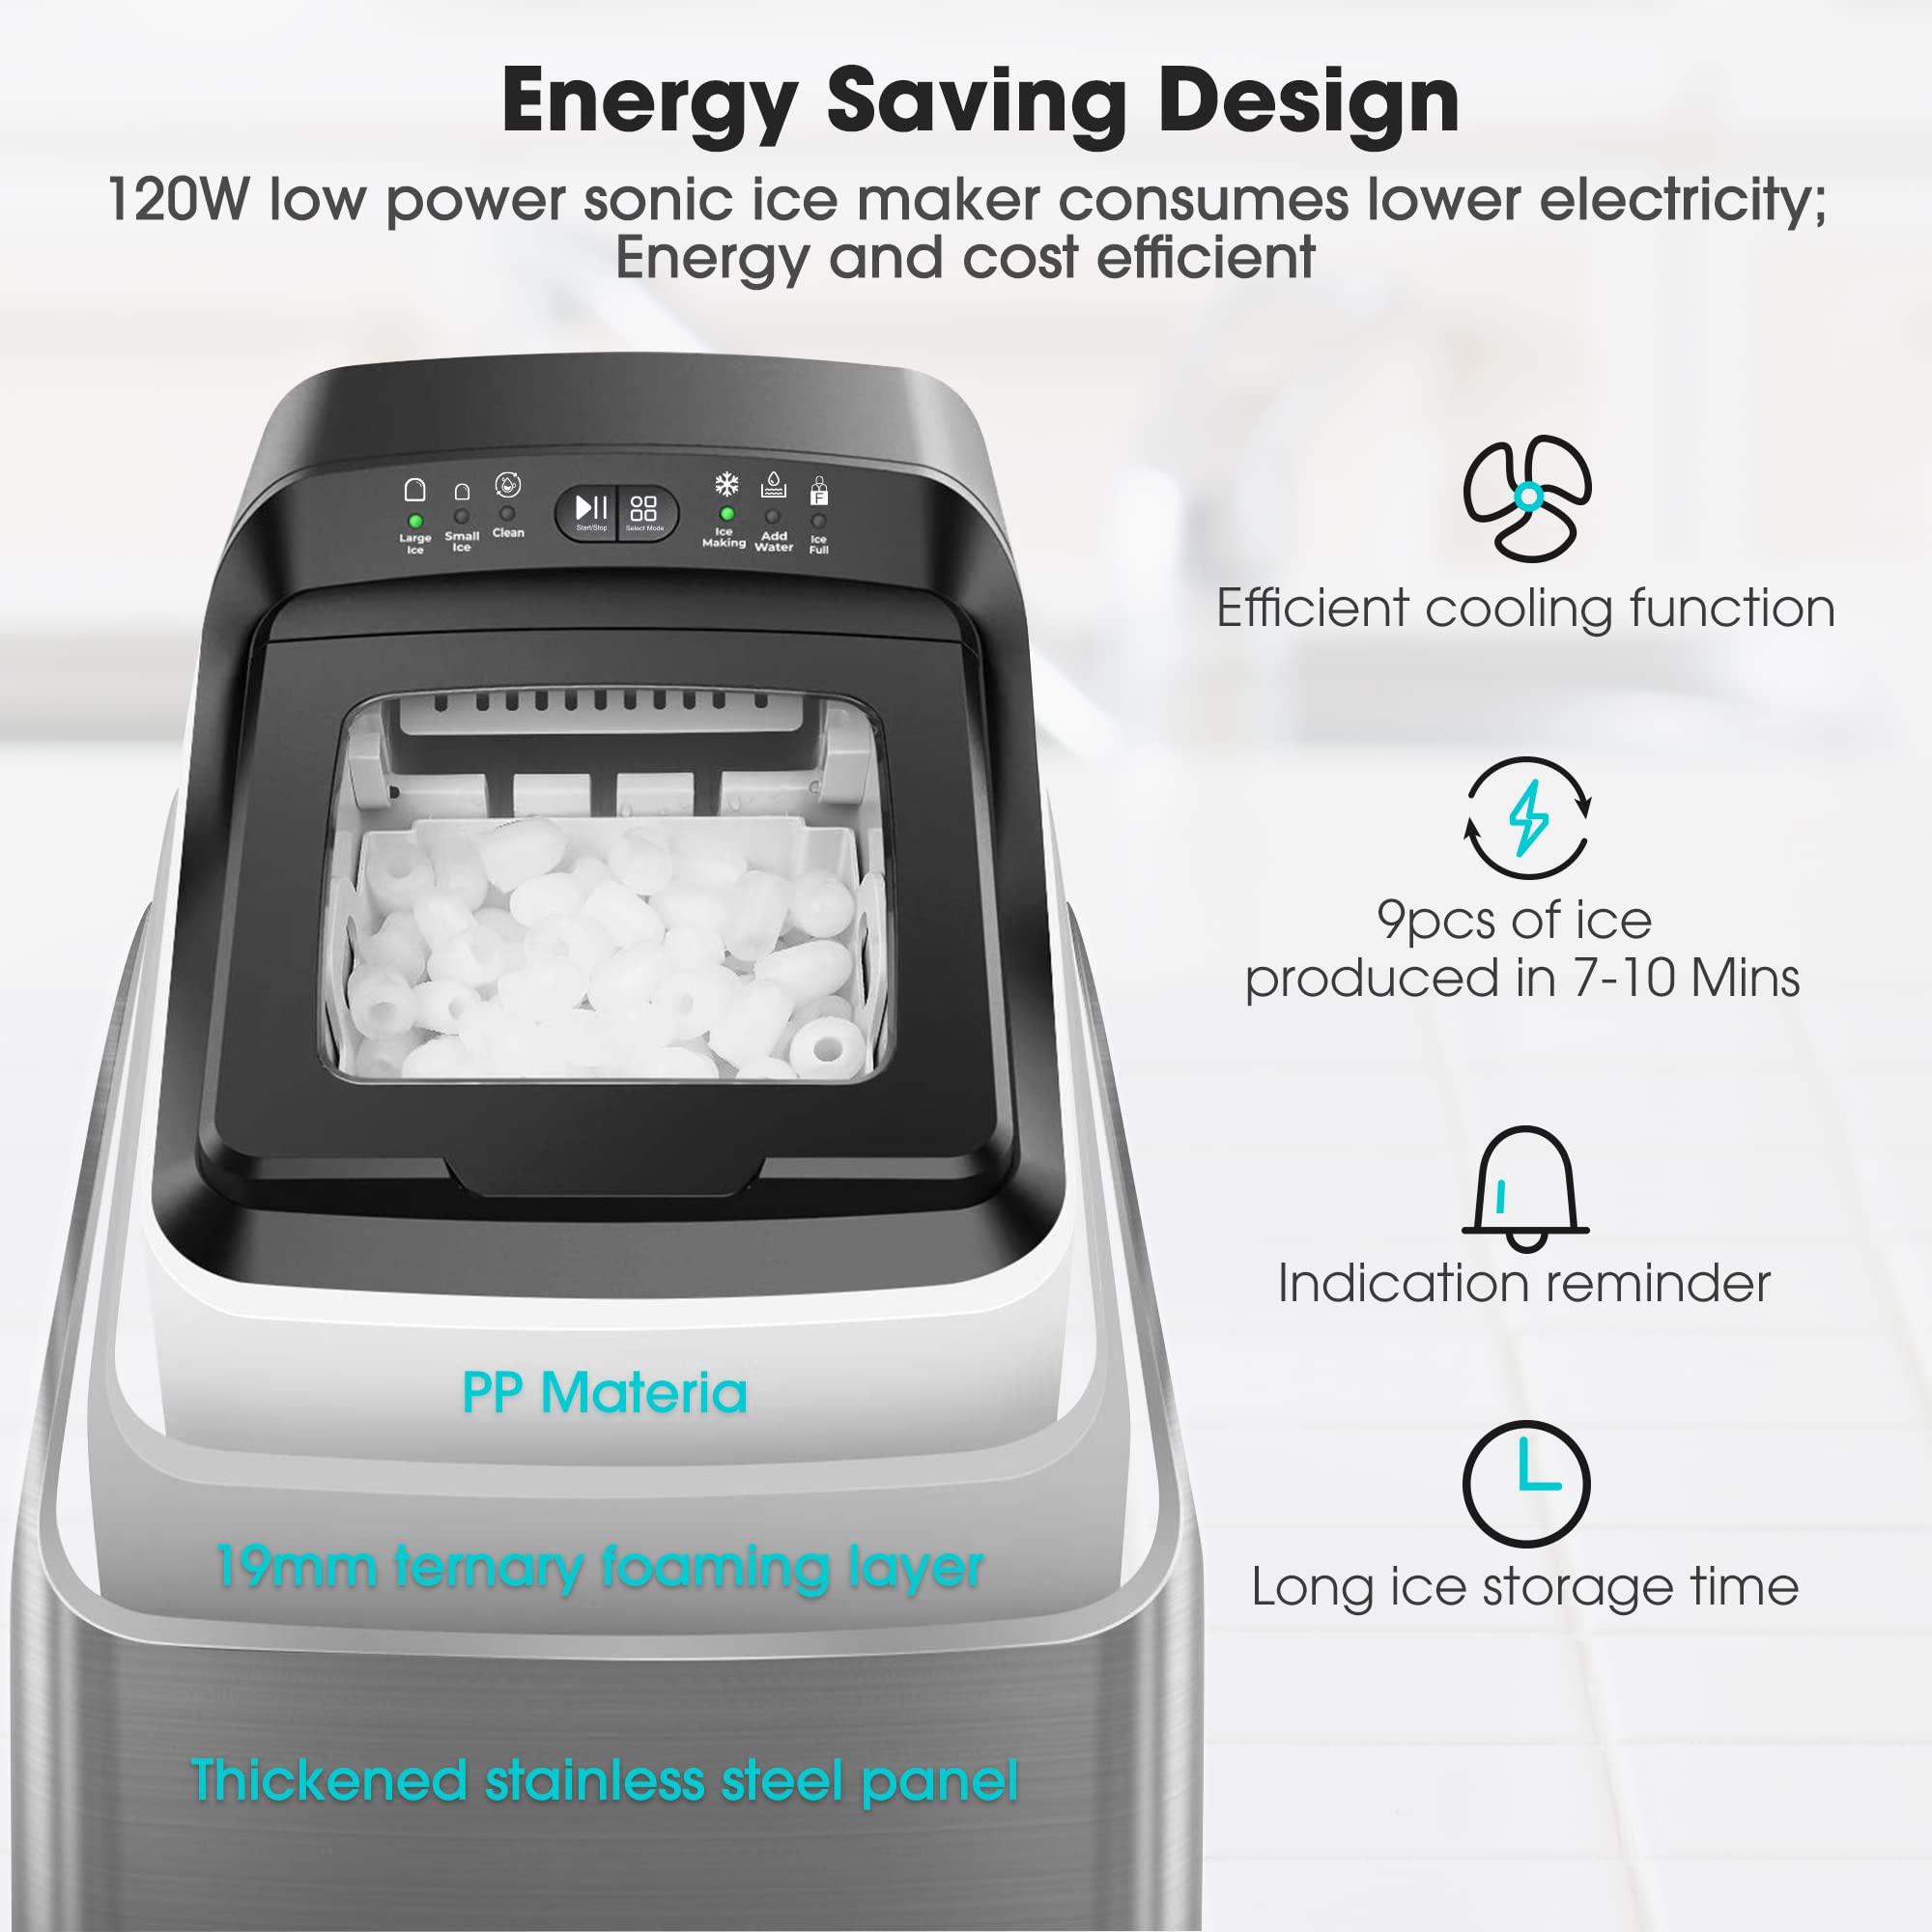 Energy Saving Design
120W low power sonic ice maker consumes lower electricity;
Energy and cost efficient
Large
Ice
Small
Ice
Clean
Start/Stop
Select Mode
Ice
Making
Add
Water
F
Ice
Full
Efficient cooling function
9pcs of ice
produced in 7-10 Mins
Indication reminder
Long ice storage time
PP Materia
19mm ternary foaming layer
Thickened stainless steel panel